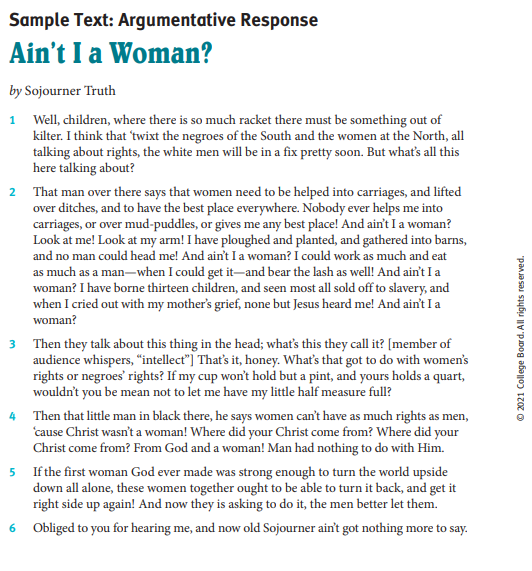 Sample Text: Argumentative Response
Ain't I a Woman?
by Sojourner Truth
1 Well, children, where there is so much racket there must be something out of
kilter. I think that 'twixt the negroes of the South and the women at the North, all
talking about rights, the white men will be in a fix pretty soon. But what's all this
here talking about?
2 That man over there says that women need to be helped into carriages, and lifted
over ditches, and to have the best place everywhere. Nobody ever helps me into
carriages, or over mud-puddles, or gives me any best place! And ain't I a woman?
Look at me! Look at my arm! I have ploughed and planted, and gathered into barns,
and no man could head me! And ain't I a woman? I could work as much and eat
as much as a man—when I could get it—and bear the lash as well! And ain't I a
woman? I have borne thirteen children, and seen most all sold off to slavery, and
when I cried out with my mother's grief, none but Jesus heard me! And ain't I a
woman?
3 Then they talk about this thing in the head; what's this they call it? [member of
audience whispers, "intellect"] That's it, honey. What's that got to do with women's
rights or negroes' rights? If my cup won't hold but a pint, and yours holds a quart,
wouldn't you be mean not to let me have my little half measure full?
4 Then that little man in black there, he says women can't have as much rights as men,
'cause Christ wasn't a woman! Where did your Christ come from? Where did your
Christ come from? From God and a woman! Man had nothing to do with Him.
5 If the first woman God ever made was strong enough to turn the world upside
down all alone, these women together ought to be able to turn it back, and get it
right side up again! And now they is asking to do it, the men better let them.
6 Obliged to you for hearing me, and now old Sojourner ain't got nothing more to say.
© 2021 College Board. All rights reserved.